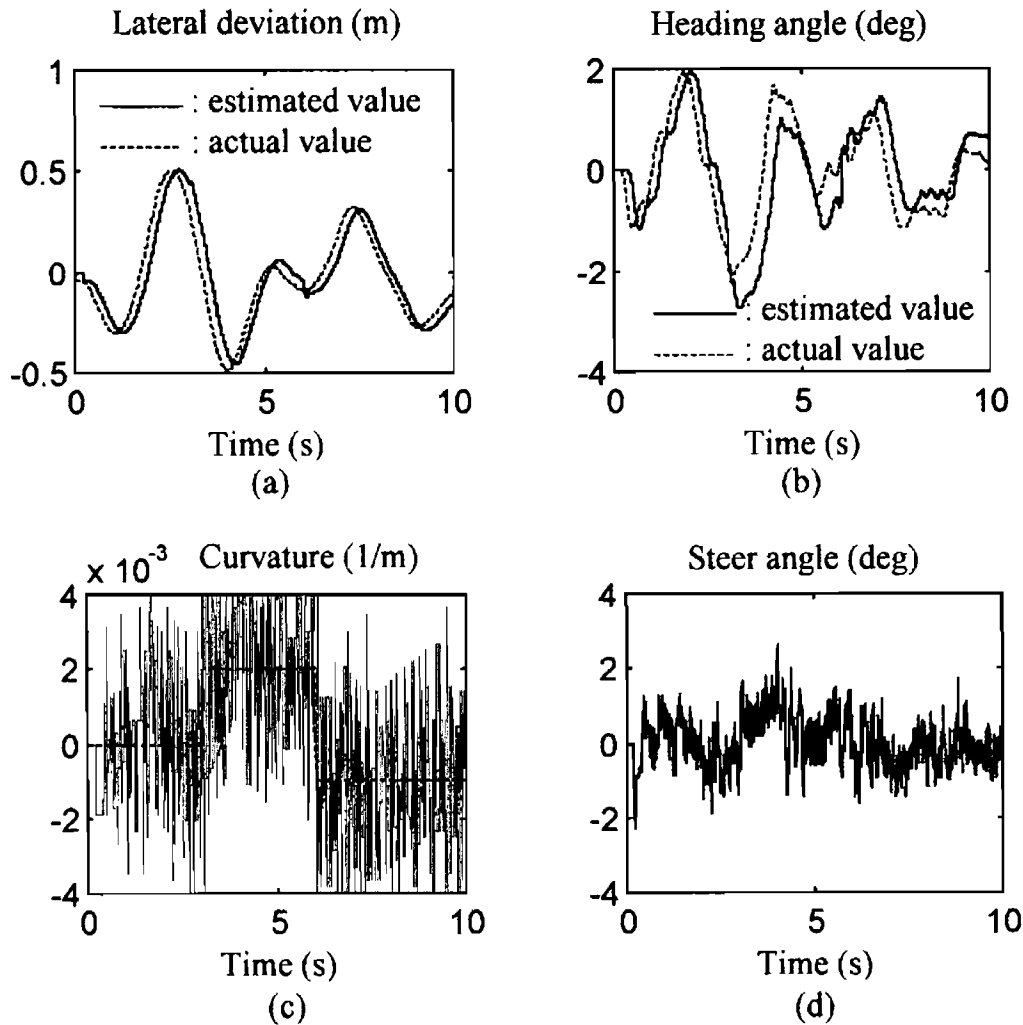 Lateral deviation (m)
1
0.5
0
-0.5
: estimated value
: actual value
0 5 10
Time (s)
(a)
Heading angle (deg)
2
0
-2
-4
: estimated value
: actual value
0 5 10
Time (s)
(b)
x 10⁻³ Curvature (1/m)
4
2
0
-2
-4
0 5 10
Time (s)
(c)
Steer angle (deg)
4
2
0
-2
-4
0 5 10
Time (s)
(d)